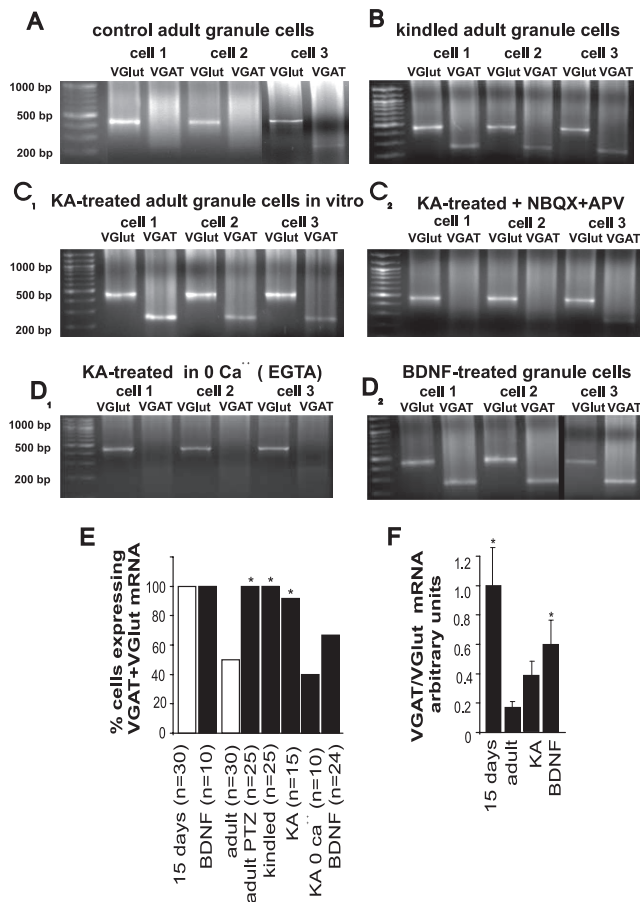 A control adult granule cells
cell 1 cell 2 cell 3
VGlut VGAT VGlut VGAT VGlut VGAT
1000 bp
500 bp
200 bp
B kindled adult granule cells
cell 1 cell 2 cell 3
VGlut VGAT VGlut VGAT VGlut VGAT
C1 KA-treated adult granule cells in vitro
cell 1 cell 2 cell 3
VGlut VGAT VGlut VGAT VGlut VGAT
1000 bp
500 bp
200 bp
C2 KA-treated + NBQX+APV
cell 1 cell 2 cell 3
VGlut VGAT VGlut VGAT VGlut VGAT
D1 KA-treated in 0 Ca¨ ( EGTA)
cell 1 cell 2 cell 3
VGlut VGAT VGlut VGAT VGlut VGAT
1000 bp
500 bp
200 bp
D2 BDNF-treated granule cells
cell 1 cell 2 cell 3
VGlut VGAT VGlut VGAT VGlut VGAT
E
% cells expressing
VGAT+VGlut mRNA
100
80
60
40
20
0
* * *
15 days (n=30)
BDNF (n=10)
adult (n=30)
adult PTZ (n=25)
kindled (n=25)
KA (n=15)
KA 0 ca¨ (n=10)
BDNF (n=24)
F
VGAT/VGlut mRNA
arbitrary units
1.2
1.0
0.8
0.6
0.4
0.2
0
* *
15 days
adult
KA
BDNF